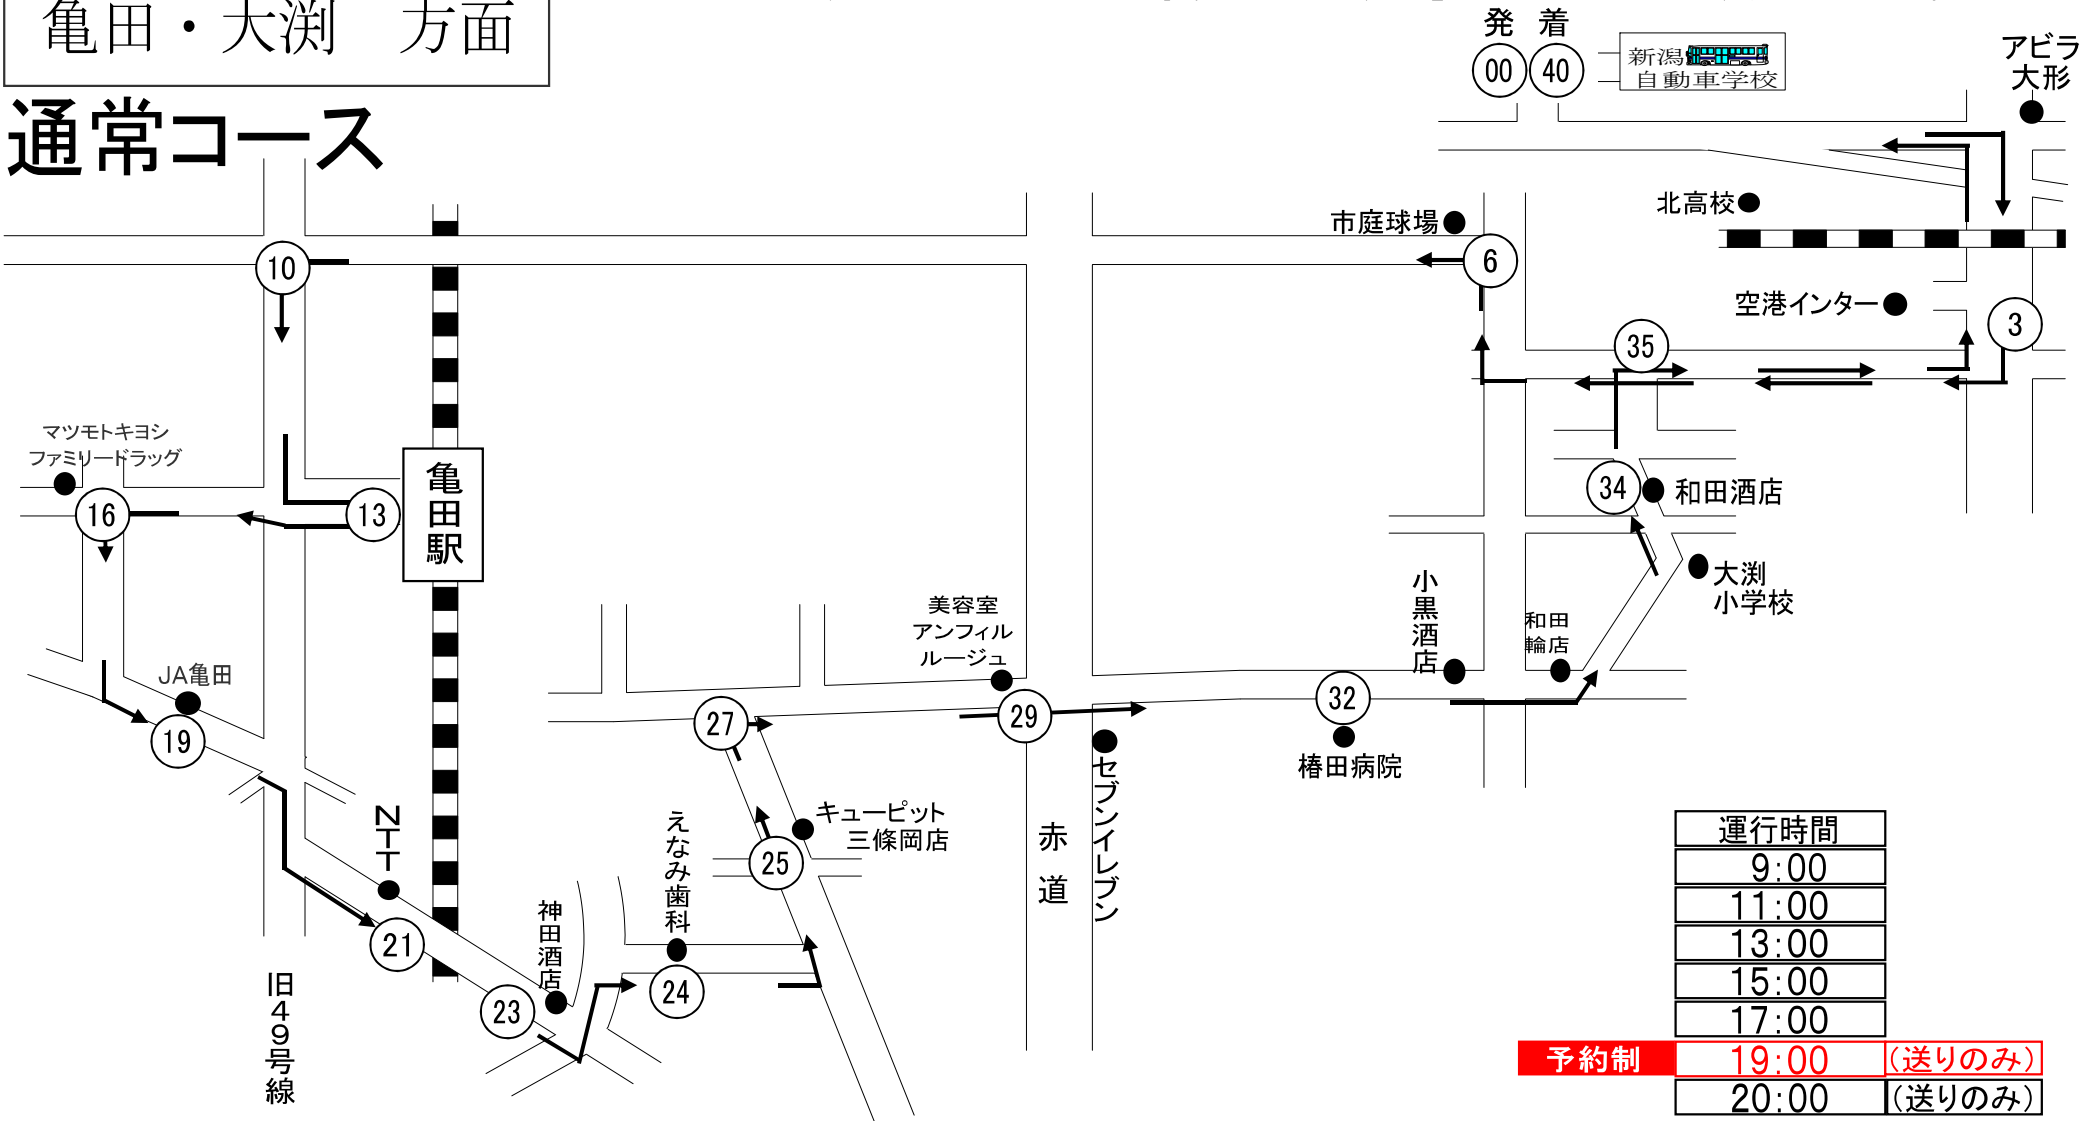 亀田・大渕　方面
通常コース
発 着
00 40
新潟
自動車学校
アビラ
大形
北高校
市庭球場
6
10
空港インター
3
35
マツモトキヨシ
ファミリードラッグ
16
13
亀田駅
34
和田酒店
大渕
小学校
小黒酒店
和田
輪店
美容室
アンフィル
ルージュ
JA亀田
19
27
29
32
椿田病院
セブンイレブン
赤道
キューピット
三條岡店
25
えなみ歯科
24
NTT
21
神田酒店
23
旧49号線
運行時間
9:00
11:00
13:00
15:00
17:00
予約制 19:00 (送りのみ)
20:00 (送りのみ)